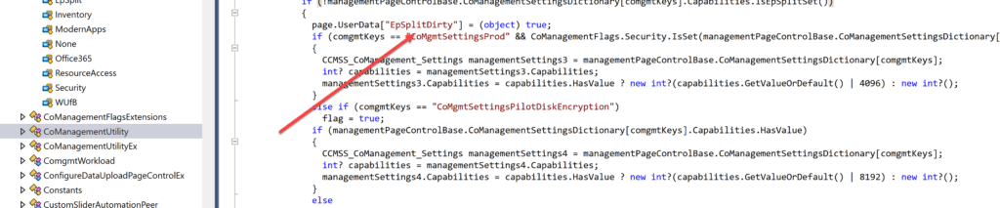 EpSplit
Inventory
ModernApps
None
Office365
ResourceAccess
Security
WUfB
CoManagementFlagsExtensions
CoManagementUtility
CoManagementUtilityEx
ComgmtWorkload
ConfigureDataUploadPageControlEx
Constants
CustomSliderAutomationPeer
if (!managementPageControlBase.CoManagementSettingsDictionary[comgmtKeys].Capabilities.IsEpSplitSet())
{
page.UserData["EpSplitDirty"] = (object) true;
if (comgmtKeys == "CoMgmtSettingsProd" && CoManagementFlags.Security.IsSet(managementPageControlBase.CoManagementSettingsDictionary[
{
CCMSS_CoManagement_Settings managementSettings3 = managementPageControlBase.CoManagementSettingsDictionary[comgmtKeys];
int? capabilities = managementSettings3.Capabilities;
managementSettings3.Capabilities = capabilities.HasValue ? new int?(capabilities.GetValueOrDefault() | 4096) : new int?();
}
else if (comgmtKeys == "CoMgmtSettingsPilotDiskEncryption")
flag = true;
if (managementPageControlBase.CoManagementSettingsDictionary[comgmtKeys].Capabilities.HasValue)
{
CCMSS_CoManagement_Settings managementSettings4 = managementPageControlBase.CoManagementSettingsDictionary[comgmtKeys];
int? capabilities = managementSettings4.Capabilities;
managementSettings4.Capabilities = capabilities.HasValue ? new int?(capabilities.GetValueOrDefault() | 8192) : new int?();
}
else